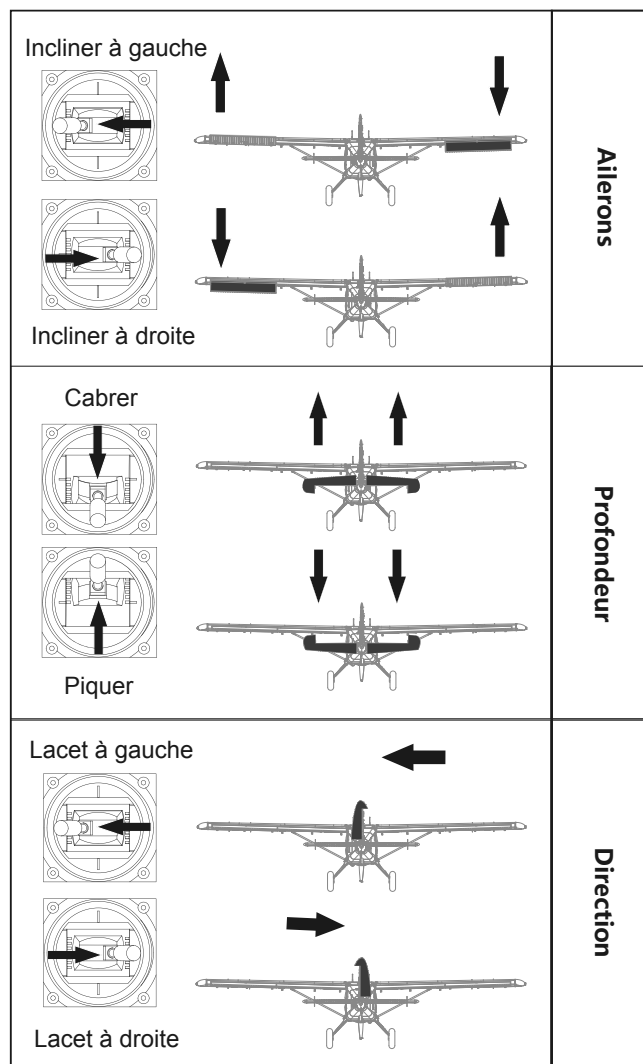 Incliner à gauche
Incliner à droite
Ailerons
Cabrer
Piquer
Profondeur
Lacet à gauche
Lacet à droite
Direction